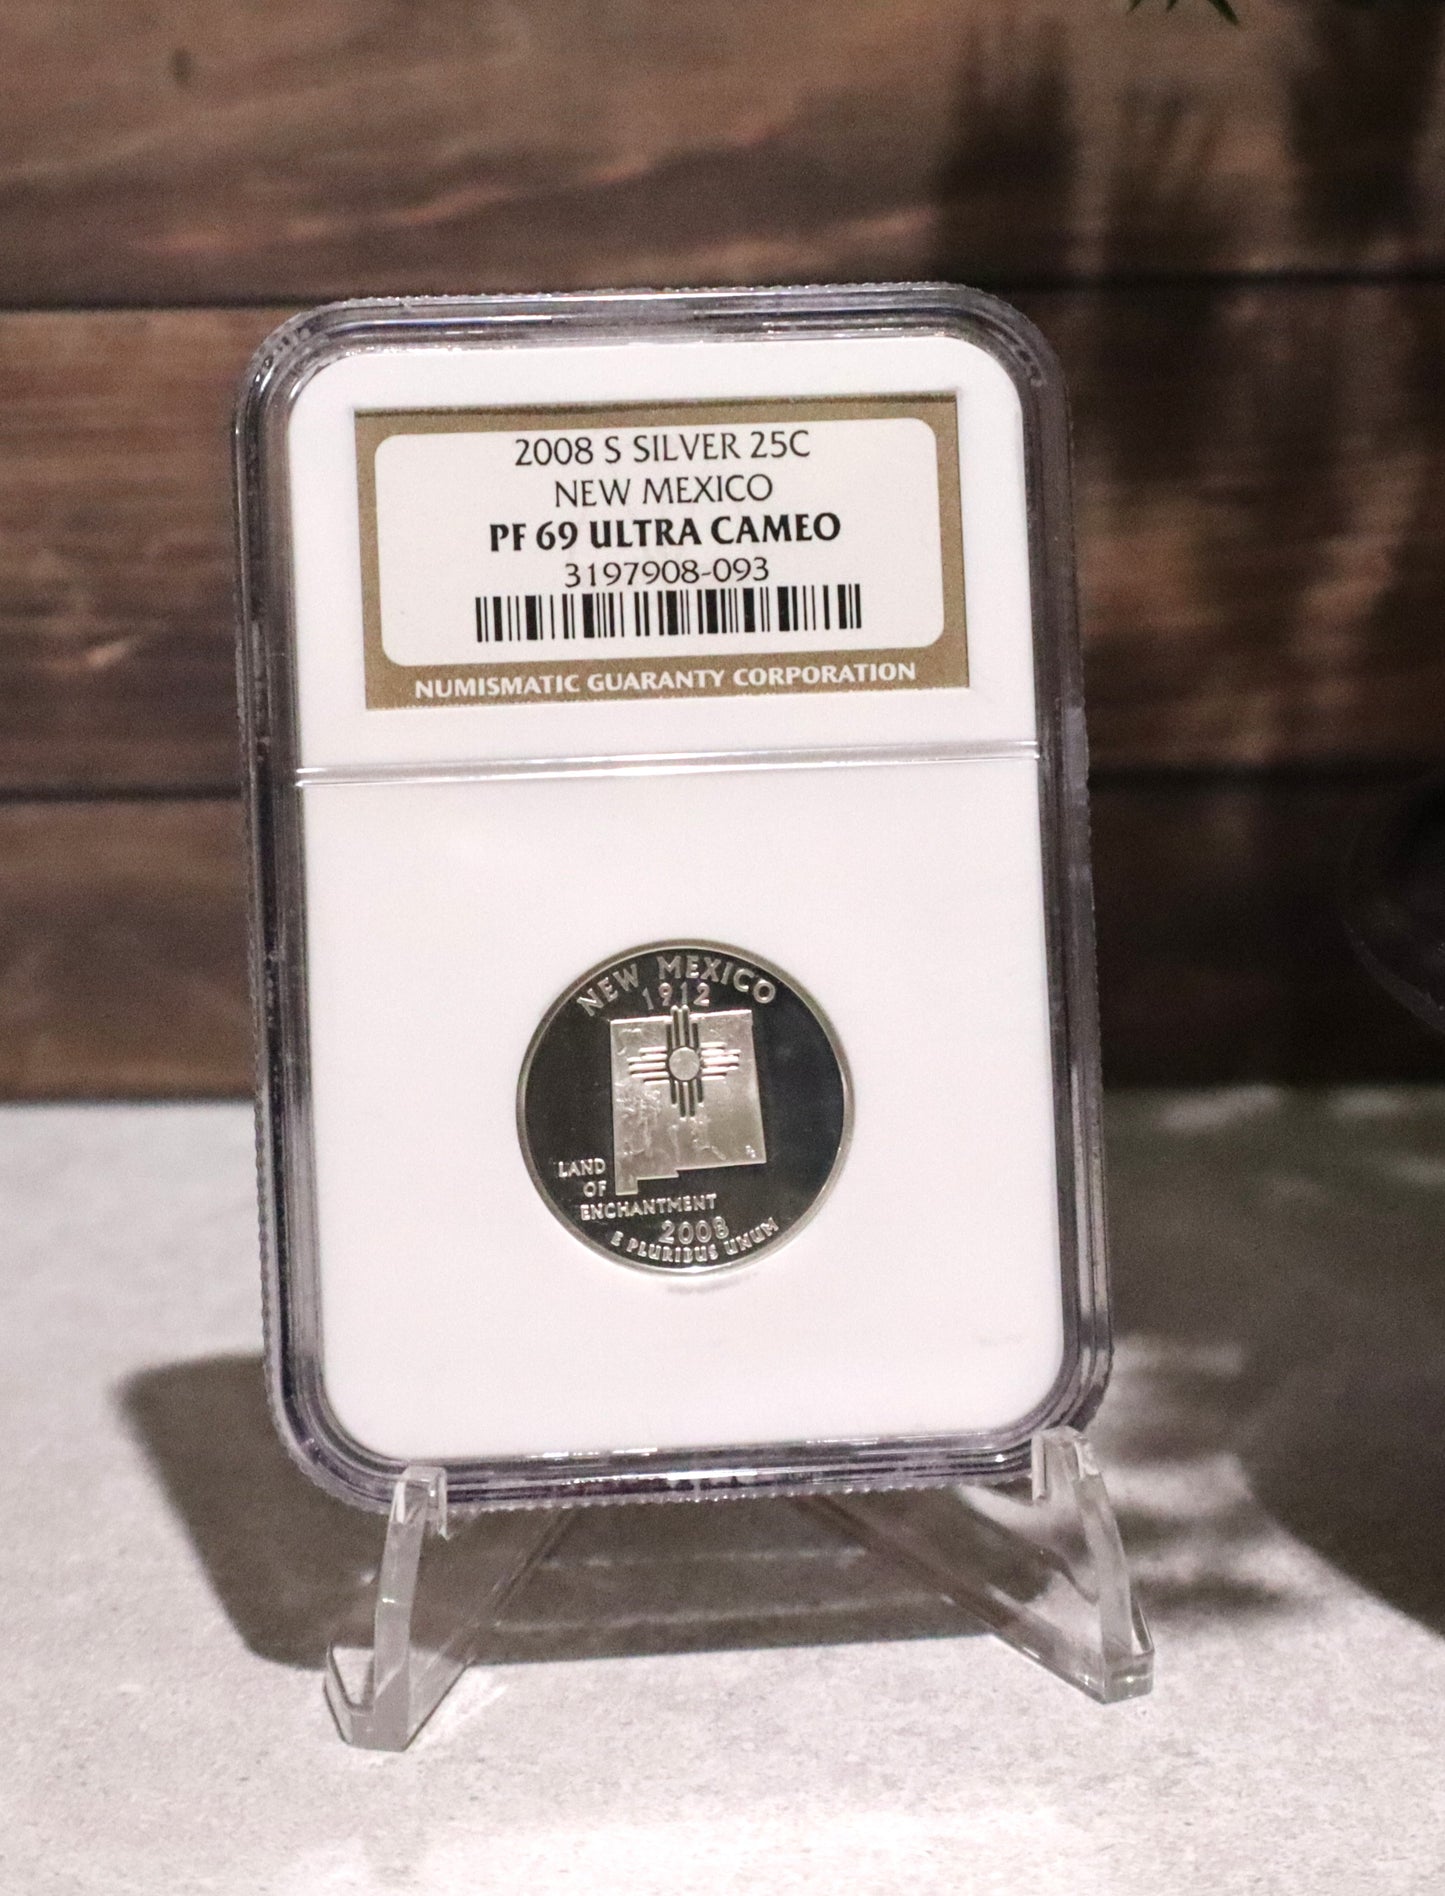 2008 S SILVER 25C
NEW MEXICO
PF 69 ULTRA CAMEO
3197908-093
NUMISMATIC GUARANTY CORPORATION
NEW MEXICO
1912
LAND
OF
ENCHANTMENT
2008
E PLURIBUS UNUM